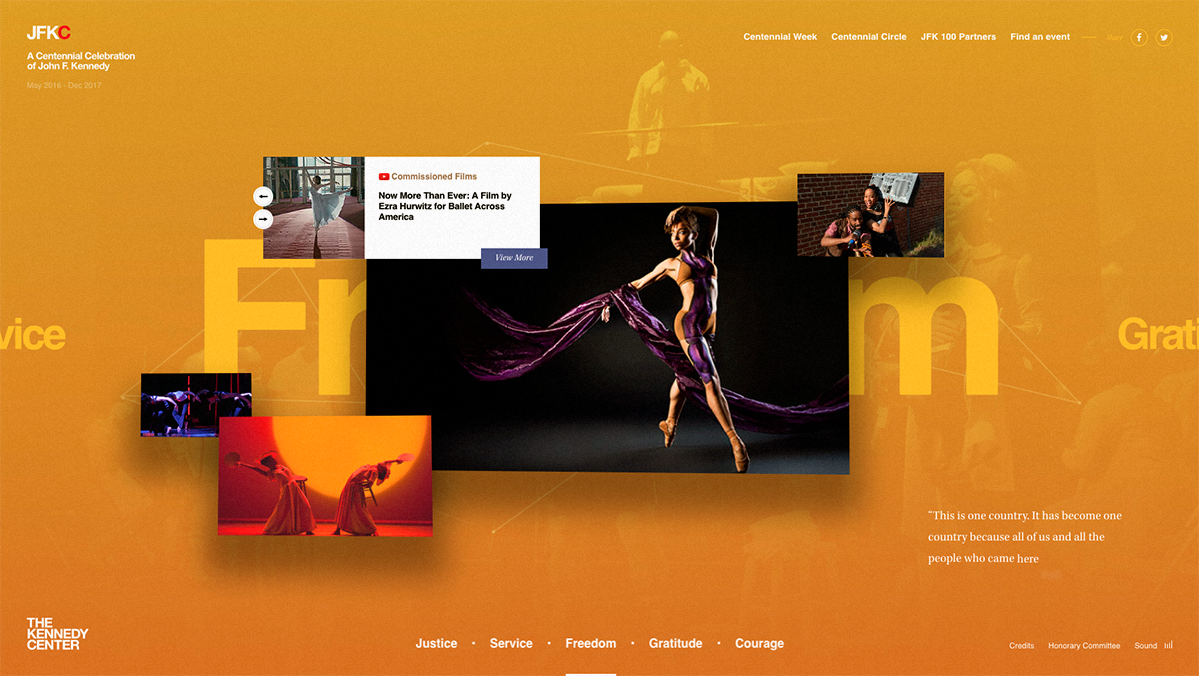 JFKC
A Centennial Celebration
of John F. Kennedy
May 2016 - Dec 2017
Centennial Week
Centennial Circle
JFK 100 Partners
Find an event
Share
Commissioned Films
Now More Than Ever: A Film by
Ezra Hurwitz for Ballet Across
America
View More
Fr m
vice
Grati
“This is one country. It has become one
country because all of us and all the
people who came here
THE
KENNEDY
CENTER
Justice • Service • Freedom • Gratitude • Courage
Credits
Honorary Committee
Sound